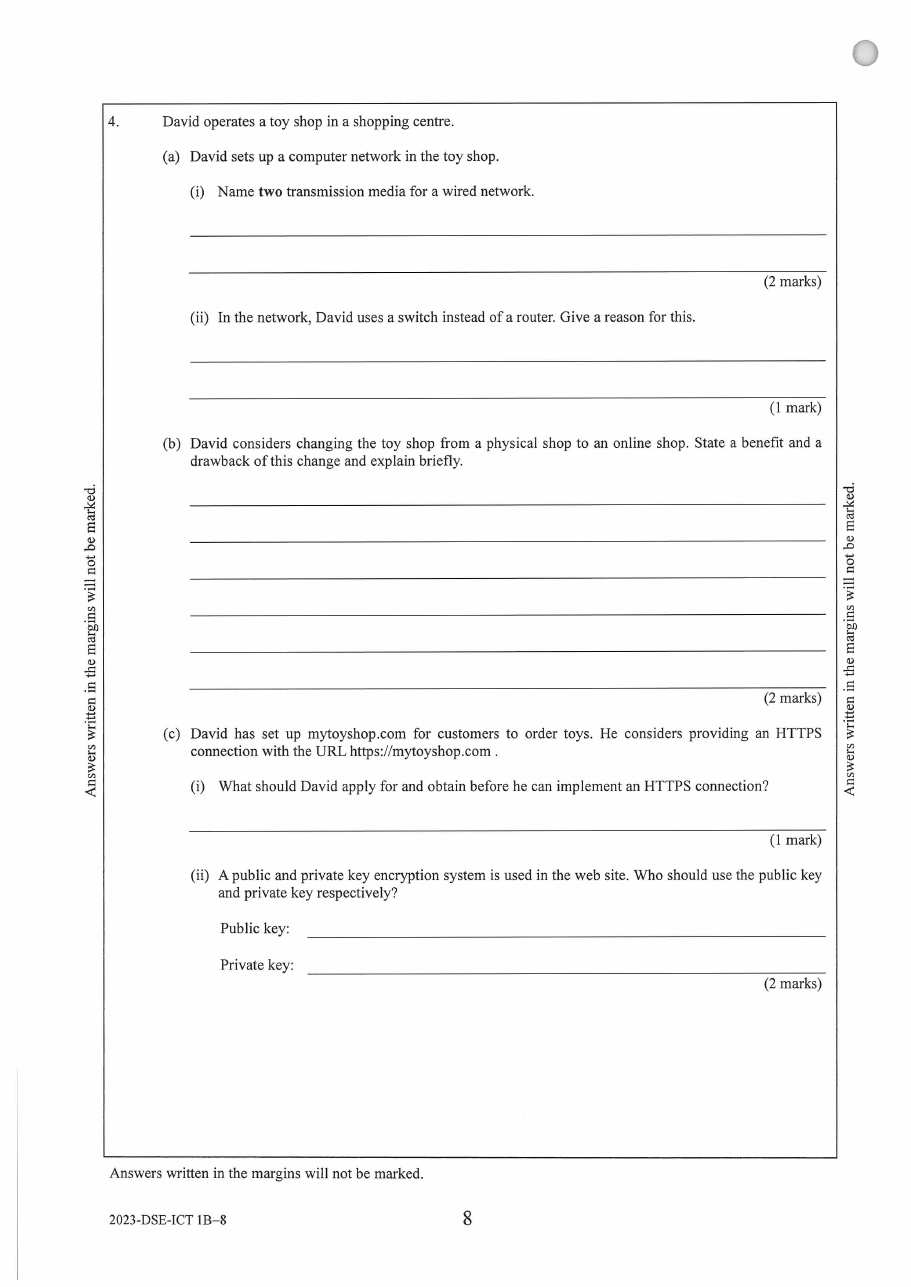 4. David operates a toy shop in a shopping centre.
(a) David sets up a computer network in the toy shop.
(i) Name two transmission media for a wired network.
(2 marks)
(ii) In the network, David uses a switch instead of a router. Give a reason for this.
(1 mark)
(b) David considers changing the toy shop from a physical shop to an online shop. State a benefit and a
drawback of this change and explain briefly.
(2 marks)
(c) David has set up mytoyshop.com for customers to order toys. He considers providing an HTTPS
connection with the URL https://mytoyshop.com .
(i) What should David apply for and obtain before he can implement an HTTPS connection?
(1 mark)
(ii) A public and private key encryption system is used in the web site. Who should use the public key
and private key respectively?
Public key:
Private key:
(2 marks)
Answers written in the margins will not be marked.
Answers written in the margins will not be marked.
Answers written in the margins will not be marked.
2023-DSE-ICT 1B–8
8